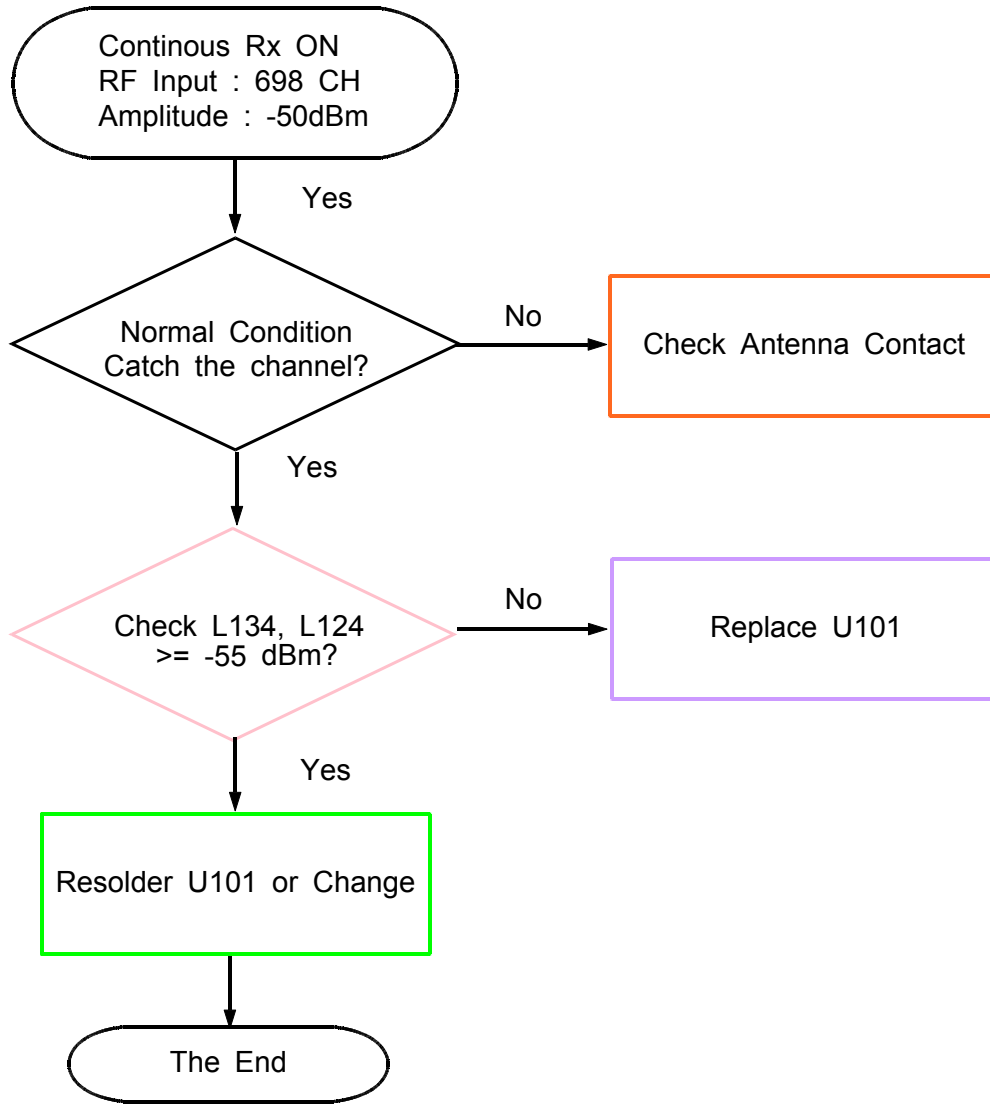 Continous Rx ON
RF Input : 698 CH
Amplitude : -50dBm
Yes
Normal Condition
Catch the channel?
No
Check Antenna Contact
Yes
Check L134, L124
>= -55 dBm?
No
Replace U101
Yes
Resolder U101 or Change
The End